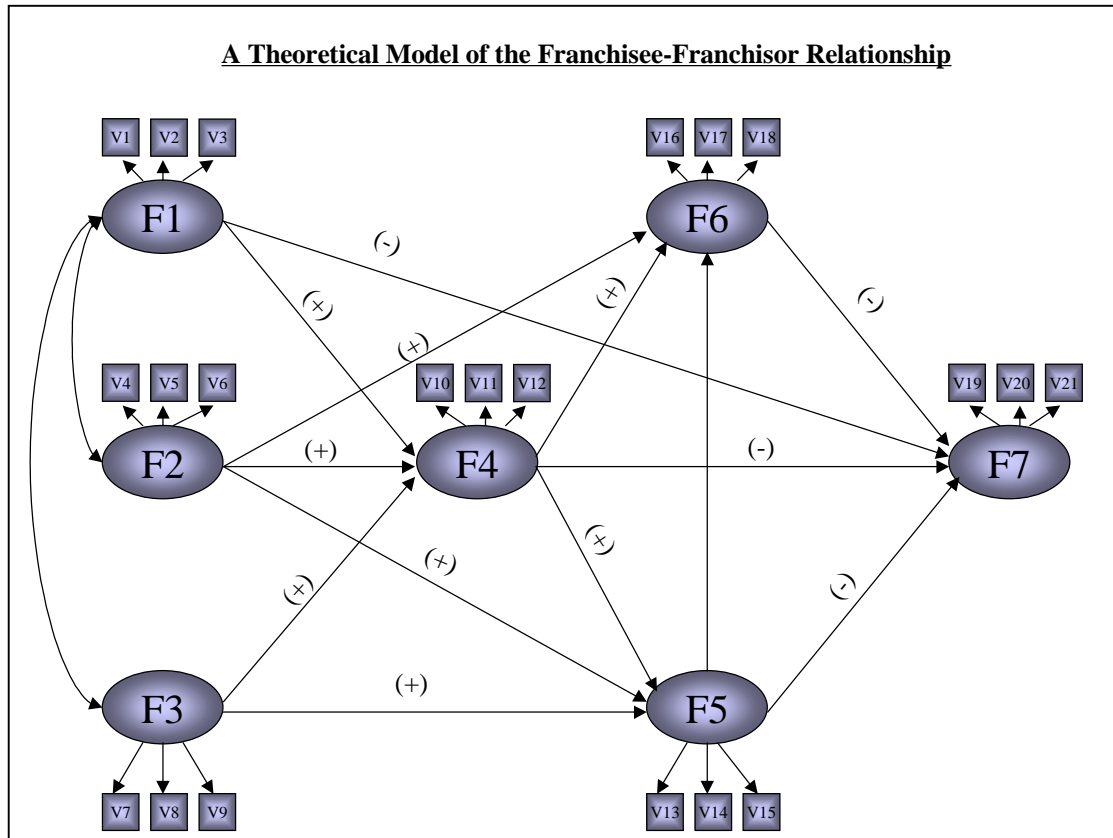 A Theoretical Model of the Franchisee-Franchisor Relationship
V1 V2 V3
V16 V17 V18
F1
F6
(-)
(+)
(+)
(-)
(+)
V4 V5 V6
V10 V11 V12
V19 V20 V21
F2
(+)
F4
(-)
F7
(+)
(+)
(+)
(-)
F3
(+)
F5
V7 V8 V9
V13 V14 V15